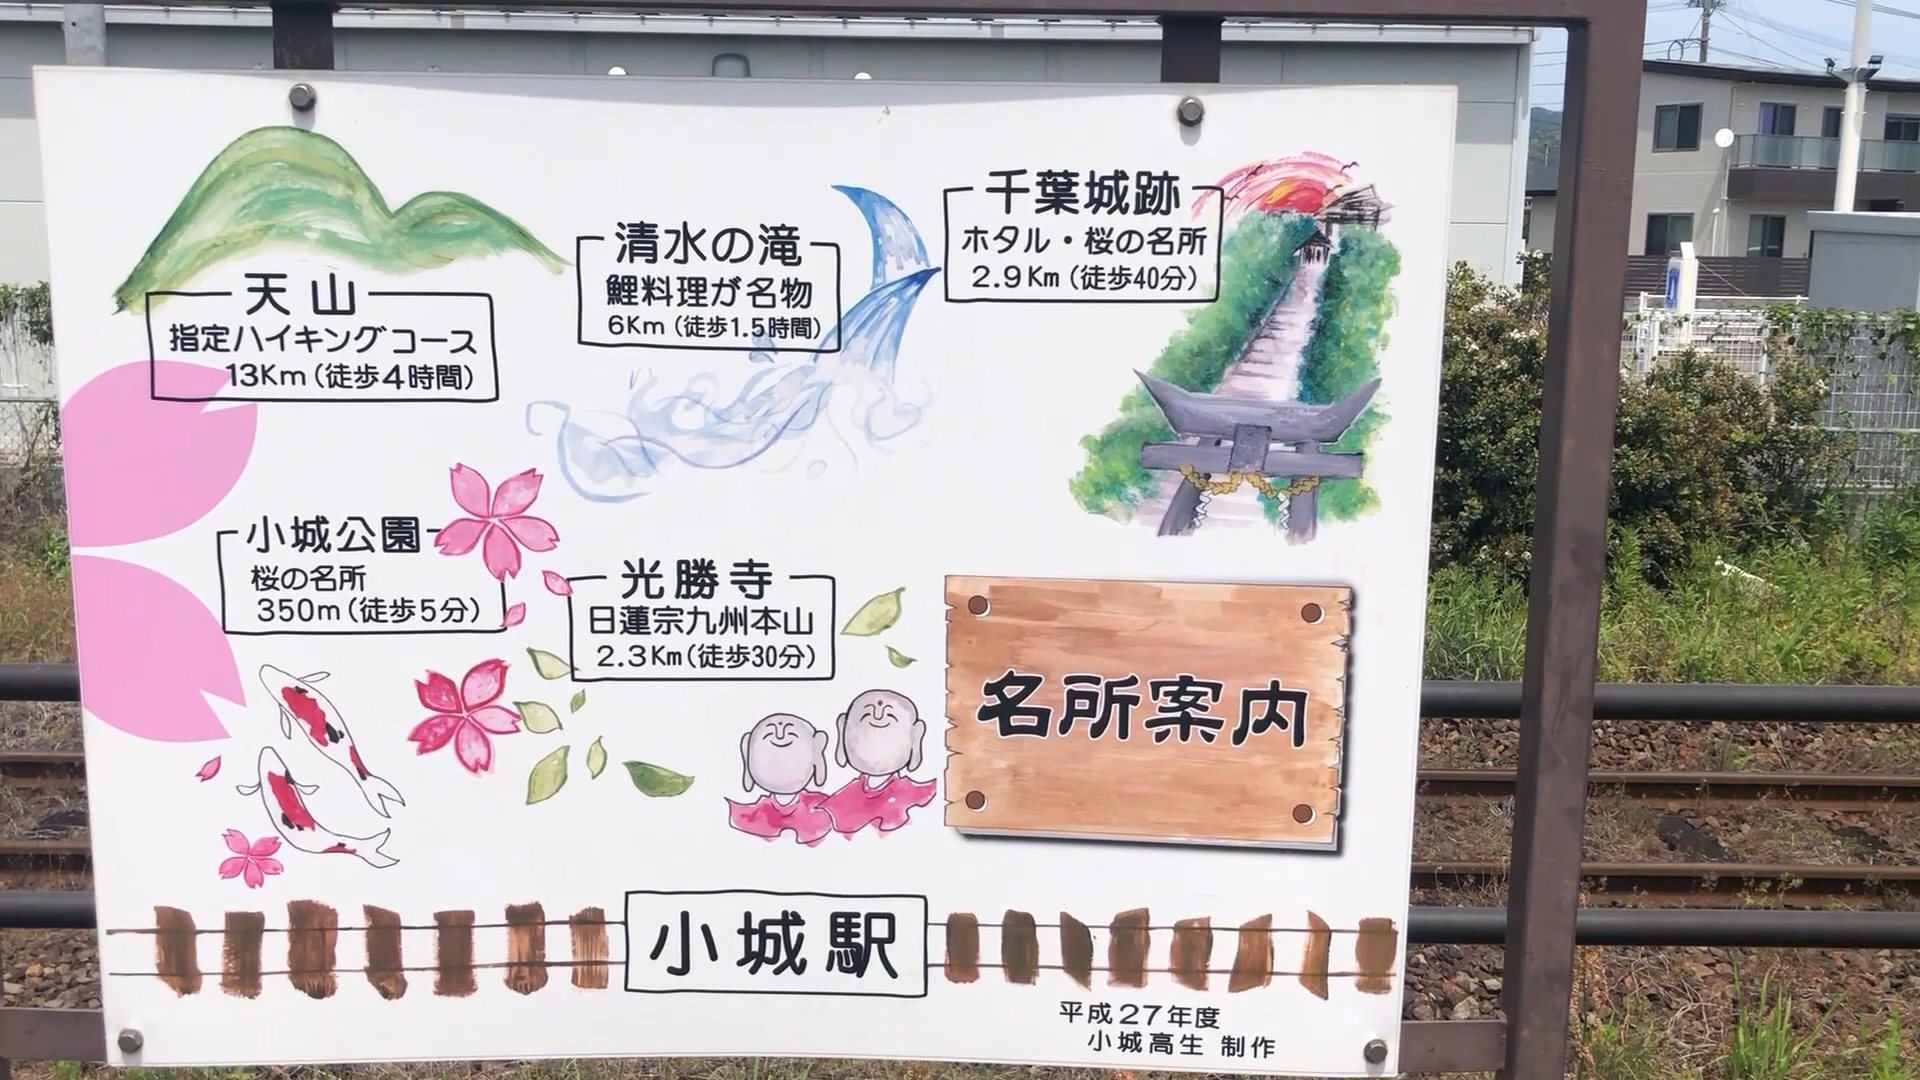 天山
指定ハイキングコース
13Km(徒歩4時間)
清水の滝
鯉料理が名物
6Km(徒歩1.5時間)
千葉城跡
ホタル・桜の名所
2.9Km(徒歩40分)
小城公園
桜の名所
350m(徒歩5分)
光勝寺
日蓮宗九州本山
2.3Km(徒歩30分)
名所案内
小城駅
平成27年度
小城高生 制作